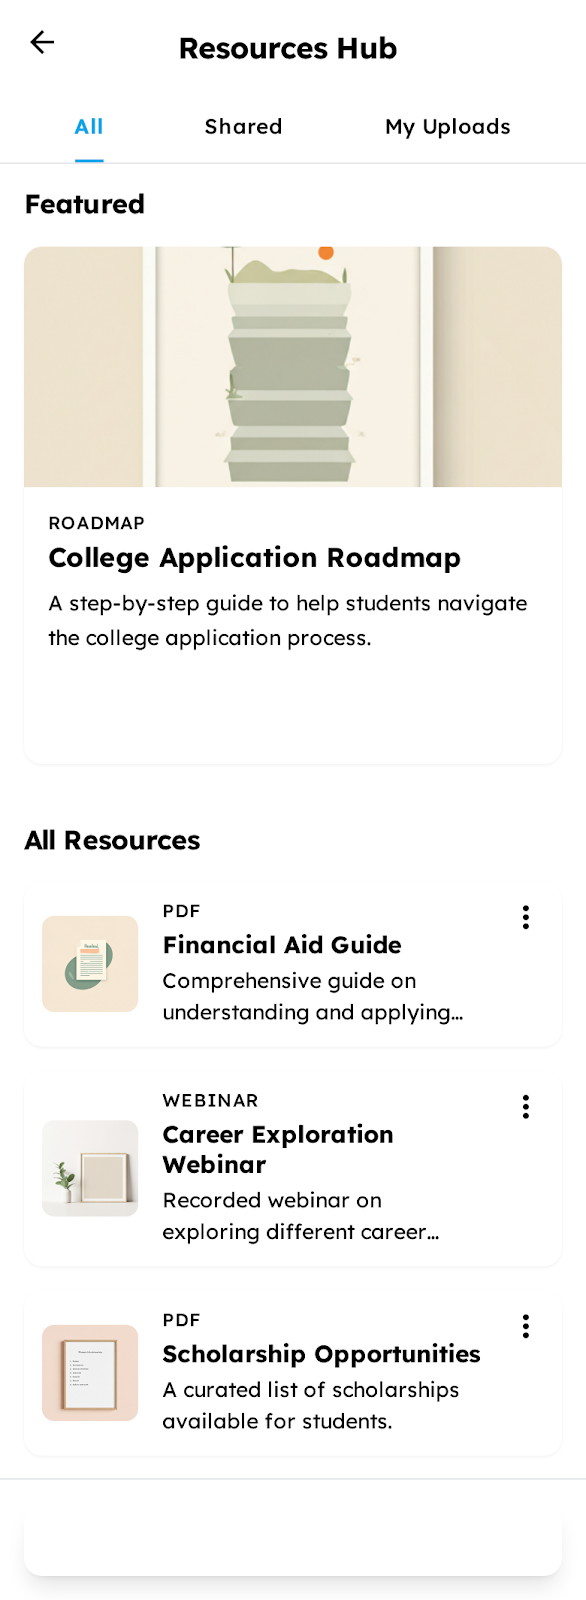 Resources Hub
All
Shared
My Uploads
Featured
ROADMAP
College Application Roadmap
A step-by-step guide to help students navigate
the college application process.
All Resources
PDF
Financial Aid Guide
Comprehensive guide on
understanding and applying...
WEBINAR
Career Exploration
Webinar
Recorded webinar on
exploring different career...
PDF
Scholarship Opportunities
A curated list of scholarships
available for students.